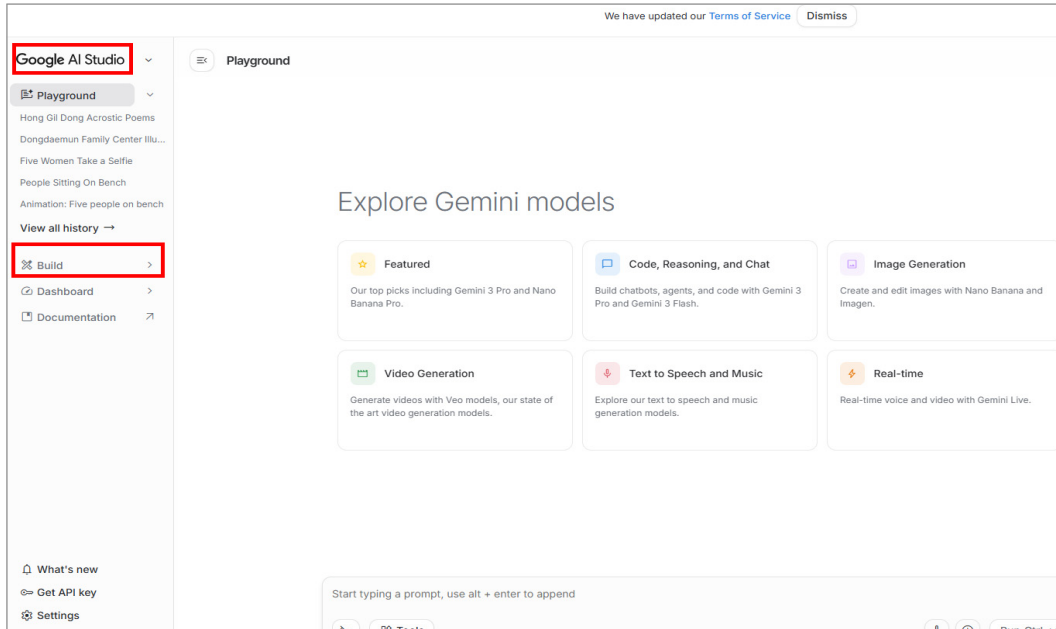 We have updated our Terms of Service Dismiss
Google AI Studio
Playground
Playground
Hong Gil Dong Acrostic Poems
Dongdaemun Family Center Illu...
Five Women Take a Selfie
People Sitting On Bench
Animation: Five people on bench
View all history →
Build
Dashboard
Documentation
Explore Gemini models
Featured
Our top picks including Gemini 3 Pro and Nano
Banana Pro.
Code, Reasoning, and Chat
Build chatbots, agents, and code with Gemini 3
Pro and Gemini 3 Flash.
Image Generation
Create and edit images with Nano Banana and
Imagen.
Video Generation
Generate videos with Veo models, our state of
the art video generation models.
Text to Speech and Music
Explore our text to speech and music
generation models.
Real-time
Real-time voice and video with Gemini Live.
What's new
Get API key
Settings
Start typing a prompt, use alt + enter to append
Tools
Run Ctrl